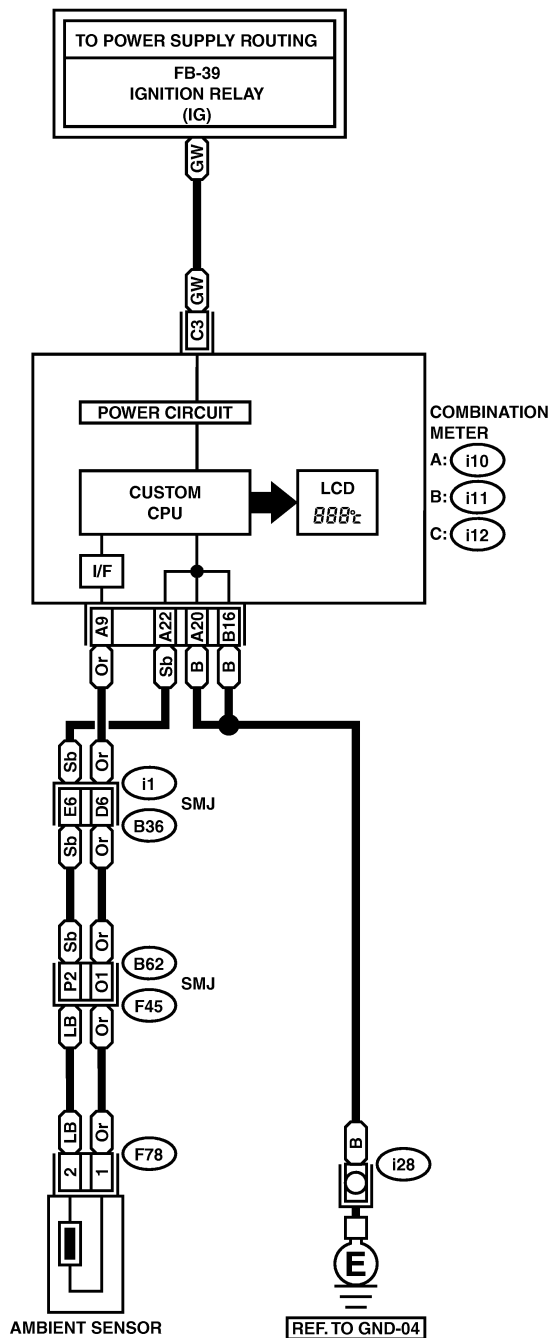 TO POWER SUPPLY ROUTING
FB-39
IGNITION RELAY
(IG)
GW
GW
C3
POWER CIRCUIT
COMBINATION
METER
A: i10
B: i11
C: i12
CUSTOM
CPU
LCD
888°C
I/F
A9 A22 A20 B16
Or Sb B B
Sb Or
i1
E6 D6
SMJ
B36
Sb Or
Sb Or
B62
P2 O1
SMJ
F45
LB Or
LB Or
F78
2 1
B
i28
E
AMBIENT SENSOR
REF. TO GND-04